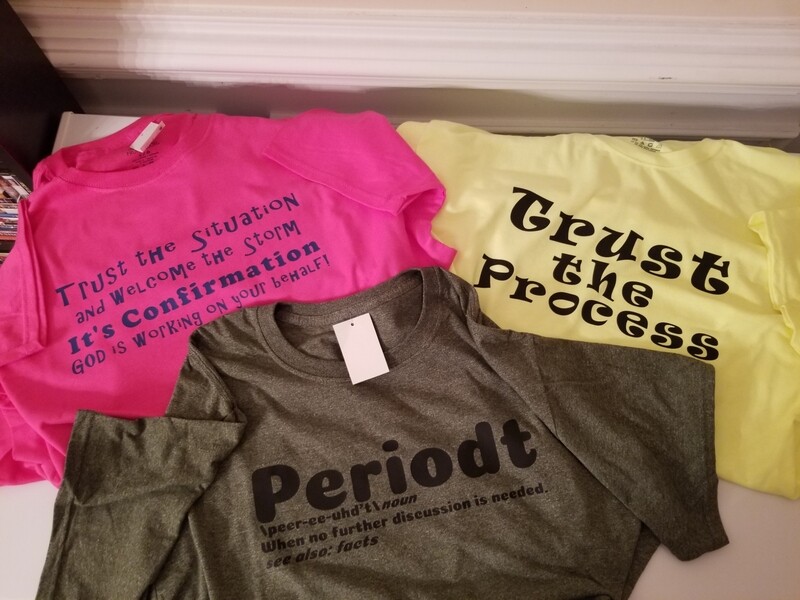 Trust the Situation
and Welcome the Storm
It's Confirmation
GOD is Working on your behalf!
Trust
the
Process
Periodt
\peer-ee-uhd't\noun
When no further discussion is needed.
see also: facts